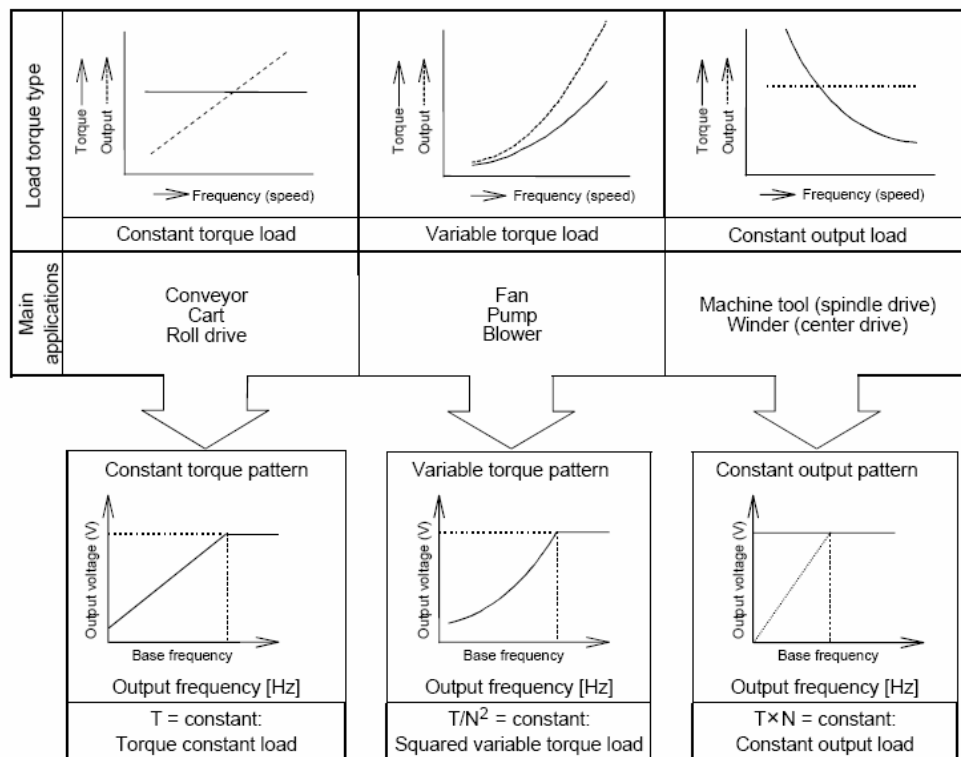 Load torque type
Torque
Output
Frequency (speed)
Constant torque load
Torque
Output
Frequency (speed)
Variable torque load
Torque
Output
Frequency (speed)
Constant output load
Main
applications
Conveyor
Cart
Roll drive
Fan
Pump
Blower
Machine tool (spindle drive)
Winder (center drive)
Constant torque pattern
Output voltage (V)
Base frequency
Output frequency [Hz]
T = constant:
Torque constant load
Variable torque pattern
Output voltage (V)
Base frequency
Output frequency [Hz]
T/N² = constant:
Squared variable torque load
Constant output pattern
Output voltage (V)
Base frequency
Output frequency [Hz]
T×N = constant:
Constant output load